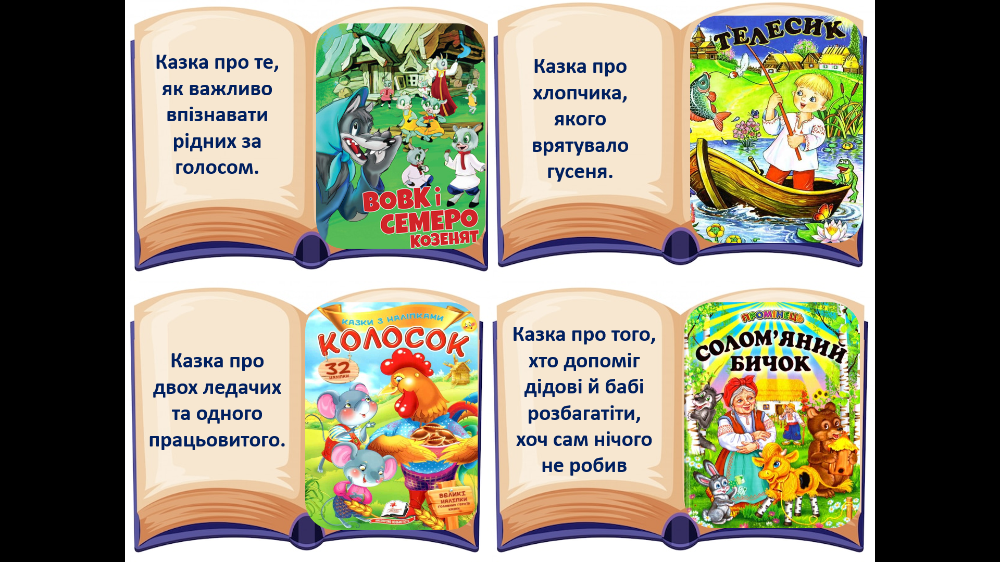 Казка про те,
як важливо
впізнавати
рідних за
голосом.
ВОВК і
СЕМЕРО
КОЗЕНЯТ
Казка про
хлопчика,
якого
врятувало
гусеня.
ТЕЛЕСИК
Казка про
двох ледачих
та одного
працьовитого.
КАЗКИ З НАЛІПКАМИ
КОЛОСОК
32
НАЛІПКИ
ВЕЛИКІ
НАЛІПКИ
ГОЛОВНИХ ГЕРОЇВ
КАЗКИ
ВИХОВУЄМО ОСОБИСТІСТЬ
Казка про того,
хто допоміг
дідові й бабі
розбагатіти,
хоч сам нічого
не робив
ПРОМІНЕЦЬ
СОЛОМ'ЯНИЙ
БИЧОК